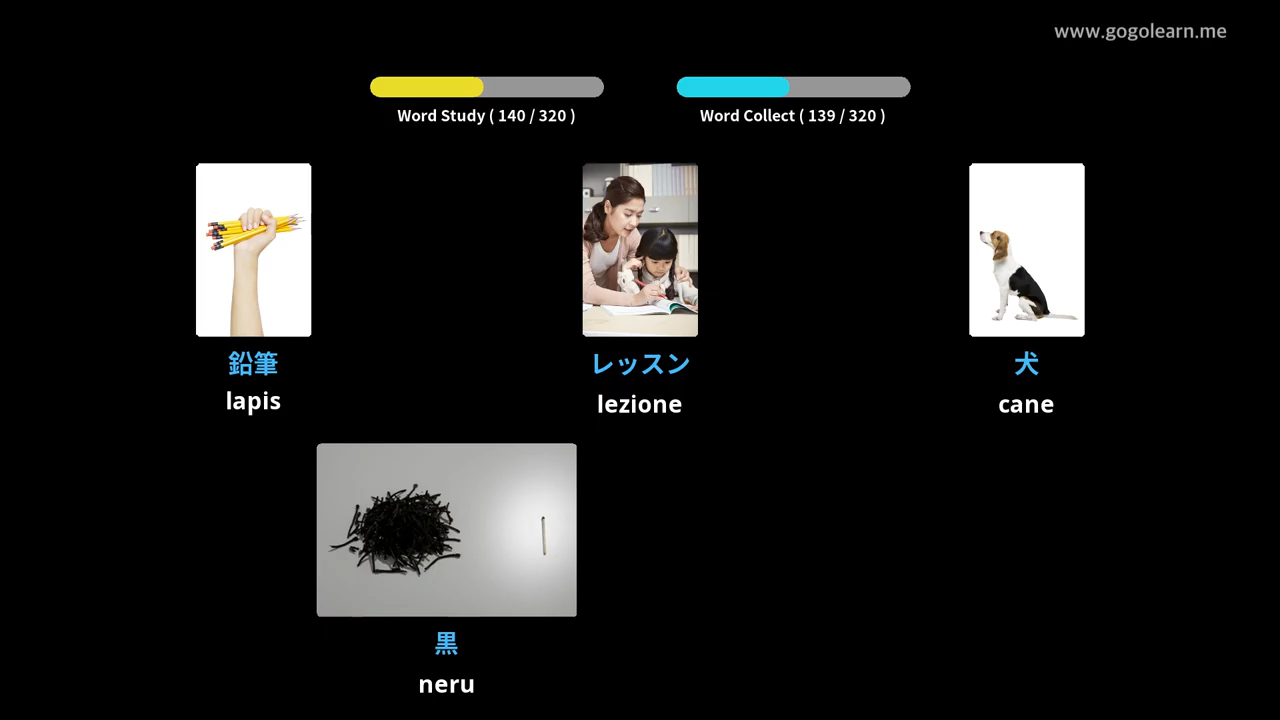 www.gogolearn.me
Word Study ( 140 / 320 )
Word Collect ( 139 / 320 )
鉛筆
lapis
レッスン
lezione
犬
cane
黒
neru